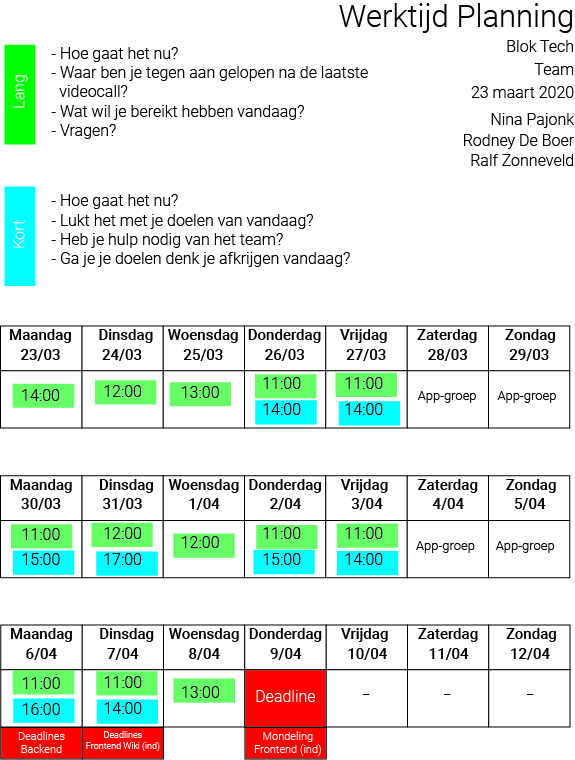 Werktijd Planning
Blok Tech
Team
23 maart 2020
Nina Pajonk
Rodney De Boer
Ralf Zonneveld
Lang
- Hoe gaat het nu?
- Waar ben je tegen aan gelopen na de laatste
videocall?
- Wat wil je bereikt hebben vandaag?
- Vragen?
Kort
- Hoe gaat het nu?
- Lukt het met je doelen van vandaag?
- Heb je hulp nodig van het team?
- Ga je je doelen denk je afkrijgen vandaag?
Maandag Dinsdag Woensdag Donderdag Vrijdag Zaterdag Zondag
23/03 24/03 25/03 26/03 27/03 28/03 29/03
14:00 12:00 13:00 11:00 11:00 App-groep App-groep
14:00 14:00
Maandag Dinsdag Woensdag Donderdag Vrijdag Zaterdag Zondag
30/03 31/03 1/04 2/04 3/04 4/04 5/04
11:00 12:00 12:00 11:00 11:00 App-groep App-groep
15:00 17:00 15:00 14:00
Maandag Dinsdag Woensdag Donderdag Vrijdag Zaterdag Zondag
6/04 7/04 8/04 9/04 10/04 11/04 12/04
11:00 11:00 13:00 Deadline – – –
16:00 14:00
Deadlines Deadlines Mondeling
Backend Frontend Wiki (ind) Frontend (ind)